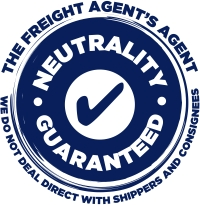 THE FREIGHT AGENT'S AGENT
NEUTRALITY
GUARANTEED
WE DO NOT DEAL DIRECT WITH SHIPPERS AND CONSIGNEES